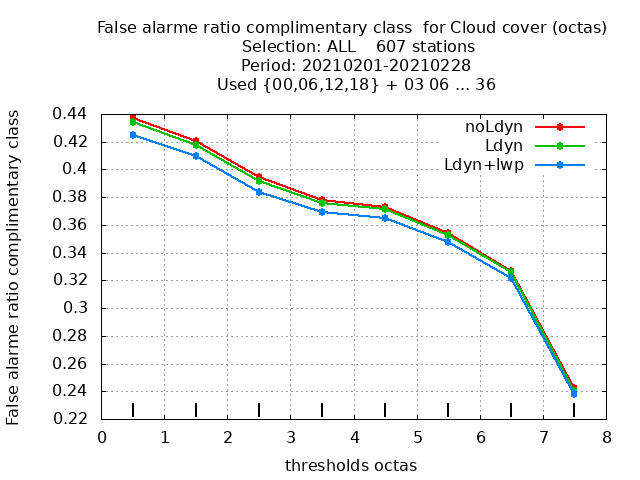 False alarme ratio complimentary class  for Cloud cover (octas)
Selection: ALL    607 stations
Period: 20210201-20210228
Used {00,06,12,18} + 03 06 ... 36
False alarme ratio complimentary class
0.44
0.42
0.4
0.38
0.36
0.34
0.32
0.3
0.28
0.26
0.24
0.22
noLdyn
Ldyn
Ldyn+lwp
0 1 2 3 4 5 6 7 8
thresholds octas